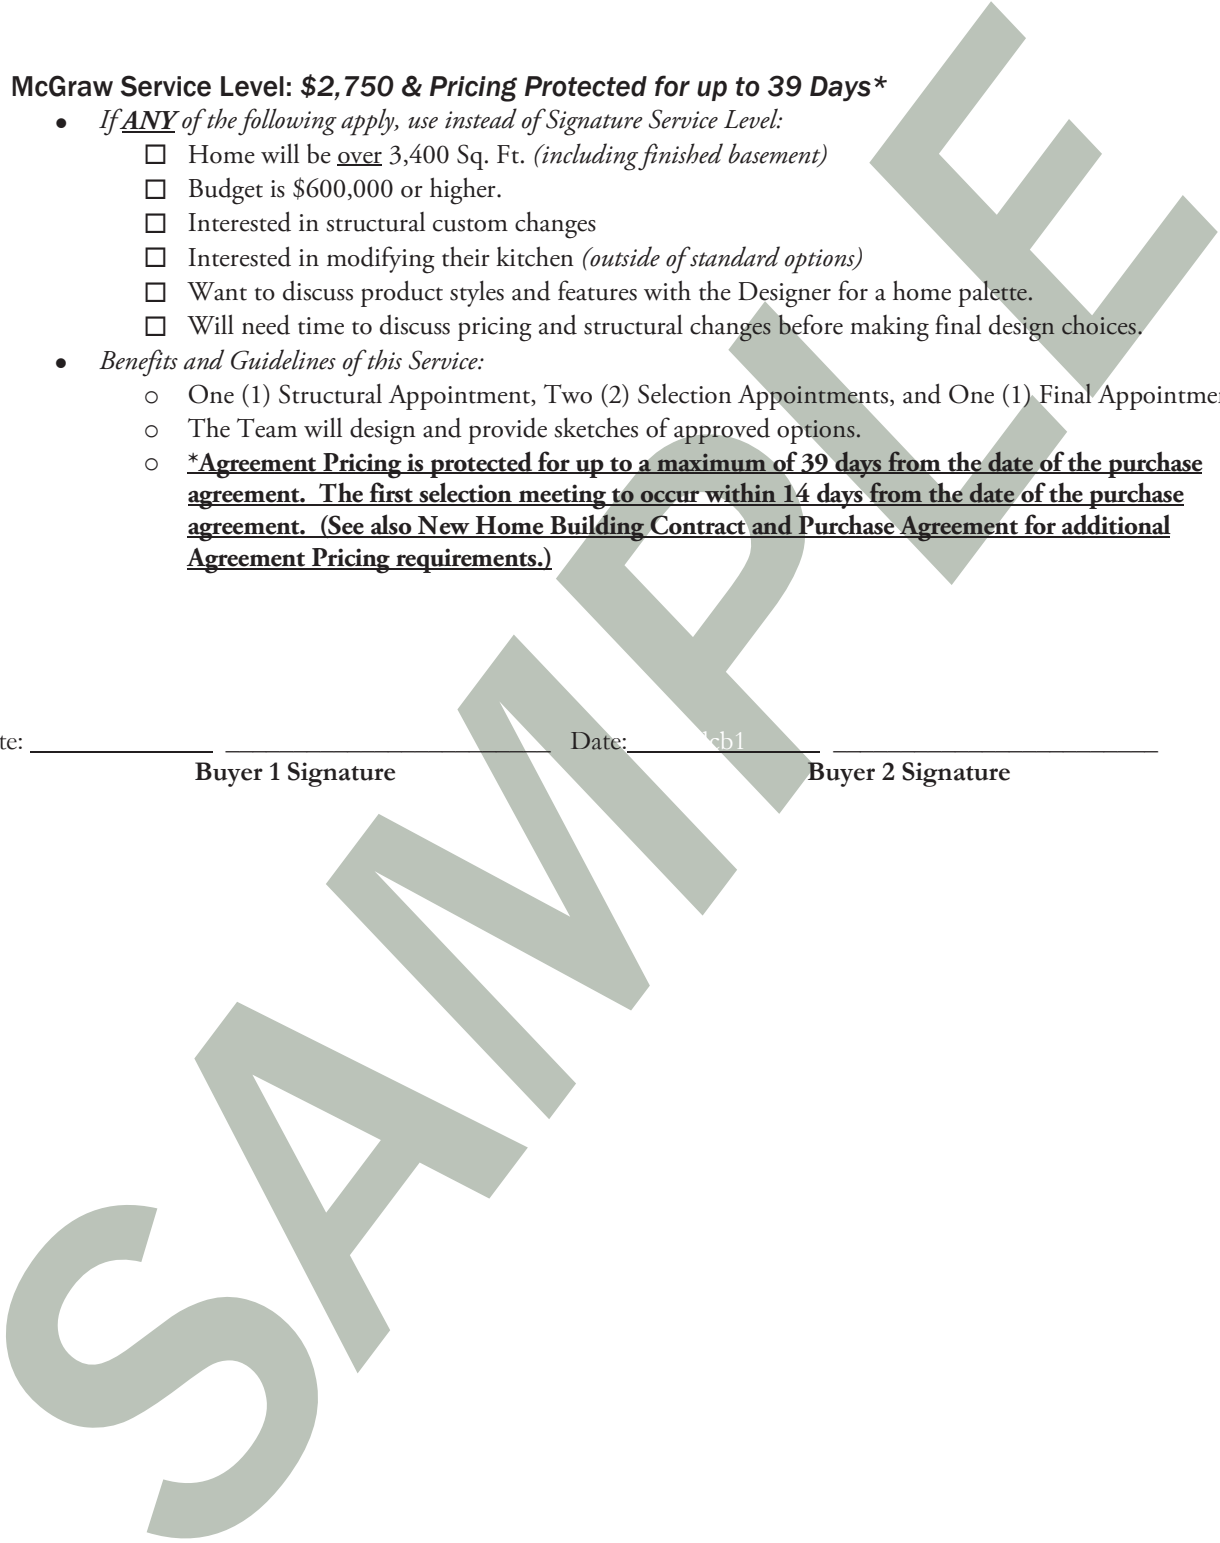 McGraw Service Level: $2,750 & Pricing Protected for up to 39 Days*
• If ANY of the following apply, use instead of Signature Service Level:
☐ Home will be over 3,400 Sq. Ft. (including finished basement)
☐ Budget is $600,000 or higher.
☐ Interested in structural custom changes
☐ Interested in modifying their kitchen (outside of standard options)
☐ Want to discuss product styles and features with the Designer for a home palette.
☐ Will need time to discuss pricing and structural changes before making final design choices.
• Benefits and Guidelines of this Service:
○ One (1) Structural Appointment, Two (2) Selection Appointments, and One (1) Final Appointme
○ The Team will design and provide sketches of approved options.
○ *Agreement Pricing is protected for up to a maximum of 39 days from the date of the purchase
agreement. The first selection meeting to occur within 14 days from the date of the purchase
agreement. (See also New Home Building Contract and Purchase Agreement for additional
Agreement Pricing requirements.)
te: ______________ _________________________ Date:______________ _________________________
Buyer 1 Signature Buyer 2 Signature
SAMPLE